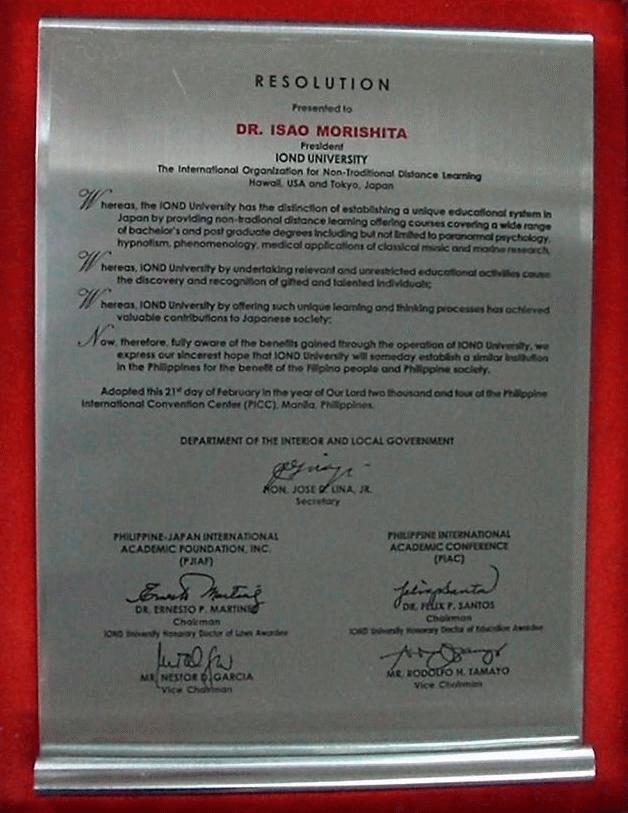 RESOLUTION
Presented to
DR. ISAO MORISHITA
President
IOND UNIVERSITY
The International Organization for Non-Traditional Distance Learning
Hawaii, USA and Tokyo, Japan
Whereas, the IOND University has the distinction of establishing a unique educational system in
Japan by providing non-tradional distance learning offering courses covering a wide range
of bachelor's and post graduate degrees including but not limited to paranormal psychology,
hypnotism, phenomenology, medical applications of classical music and marine research,
Whereas, IOND University by undertaking relevant and unrestricted educational activities cause
the discovery and recognition of gifted and talented individuals;
Whereas, IOND University by offering such unique learning and thinking processes has achieved
valuable contributions to Japanese society;
Now, therefore, fully aware of the benefits gained through the operation of IOND University, we
express our sincerest hope that IOND University will someday establish a similar institution
in the Philippines for the benefit of the Filipino people and Philippine society.
Adopted this 21st day of February in the year of Our Lord two thousand and four at the Philippine
International Convention Center (PICC), Manila, Philippines.
DEPARTMENT OF THE INTERIOR AND LOCAL GOVERNMENT
HON. JOSE D. LINA, JR.
Secretary
PHILIPPINE-JAPAN INTERNATIONAL
ACADEMIC FOUNDATION, INC.
(PJIAF)
DR. ERNESTO P. MARTINEZ
Chairman
IOND University Honorary Doctor of Laws Awardee
MR. NESTOR D. GARCIA
Vice Chairman
PHILIPPINE INTERNATIONAL
ACADEMIC CONFERENCE
(PIAC)
DR. FELIX P. SANTOS
Chairman
IOND University Honorary Doctor of Education Awardee
MR. RODOLFO H. TAMAYO
Vice Chairman